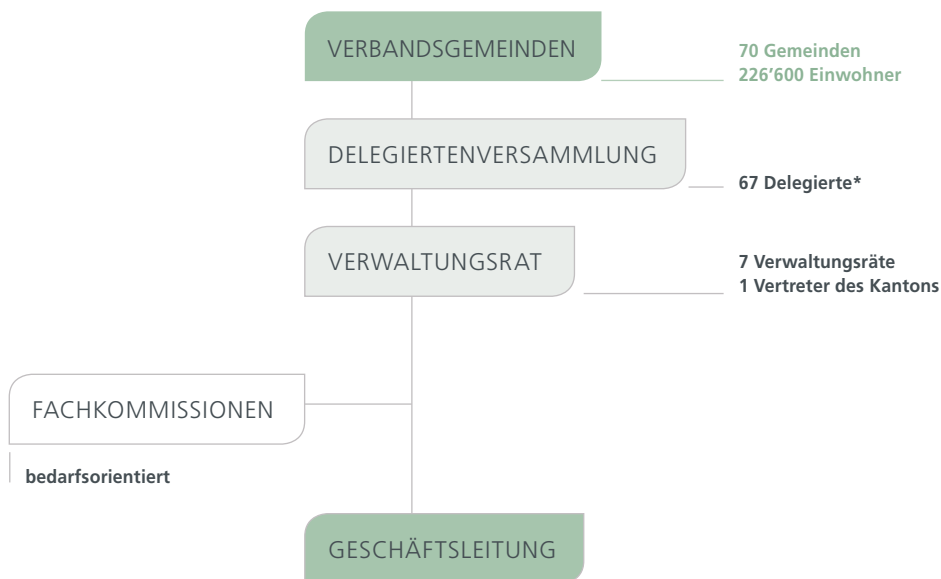 VERBANDSGEMEINDEN
70 Gemeinden
226’600 Einwohner
DELEGIERTENVERSAMMLUNG
67 Delegierte*
VERWALTUNGSRAT
7 Verwaltungsräte
1 Vertreter des Kantons
FACHKOMMISSIONEN
bedarfsorientiert
GESCHÄFTSLEITUNG